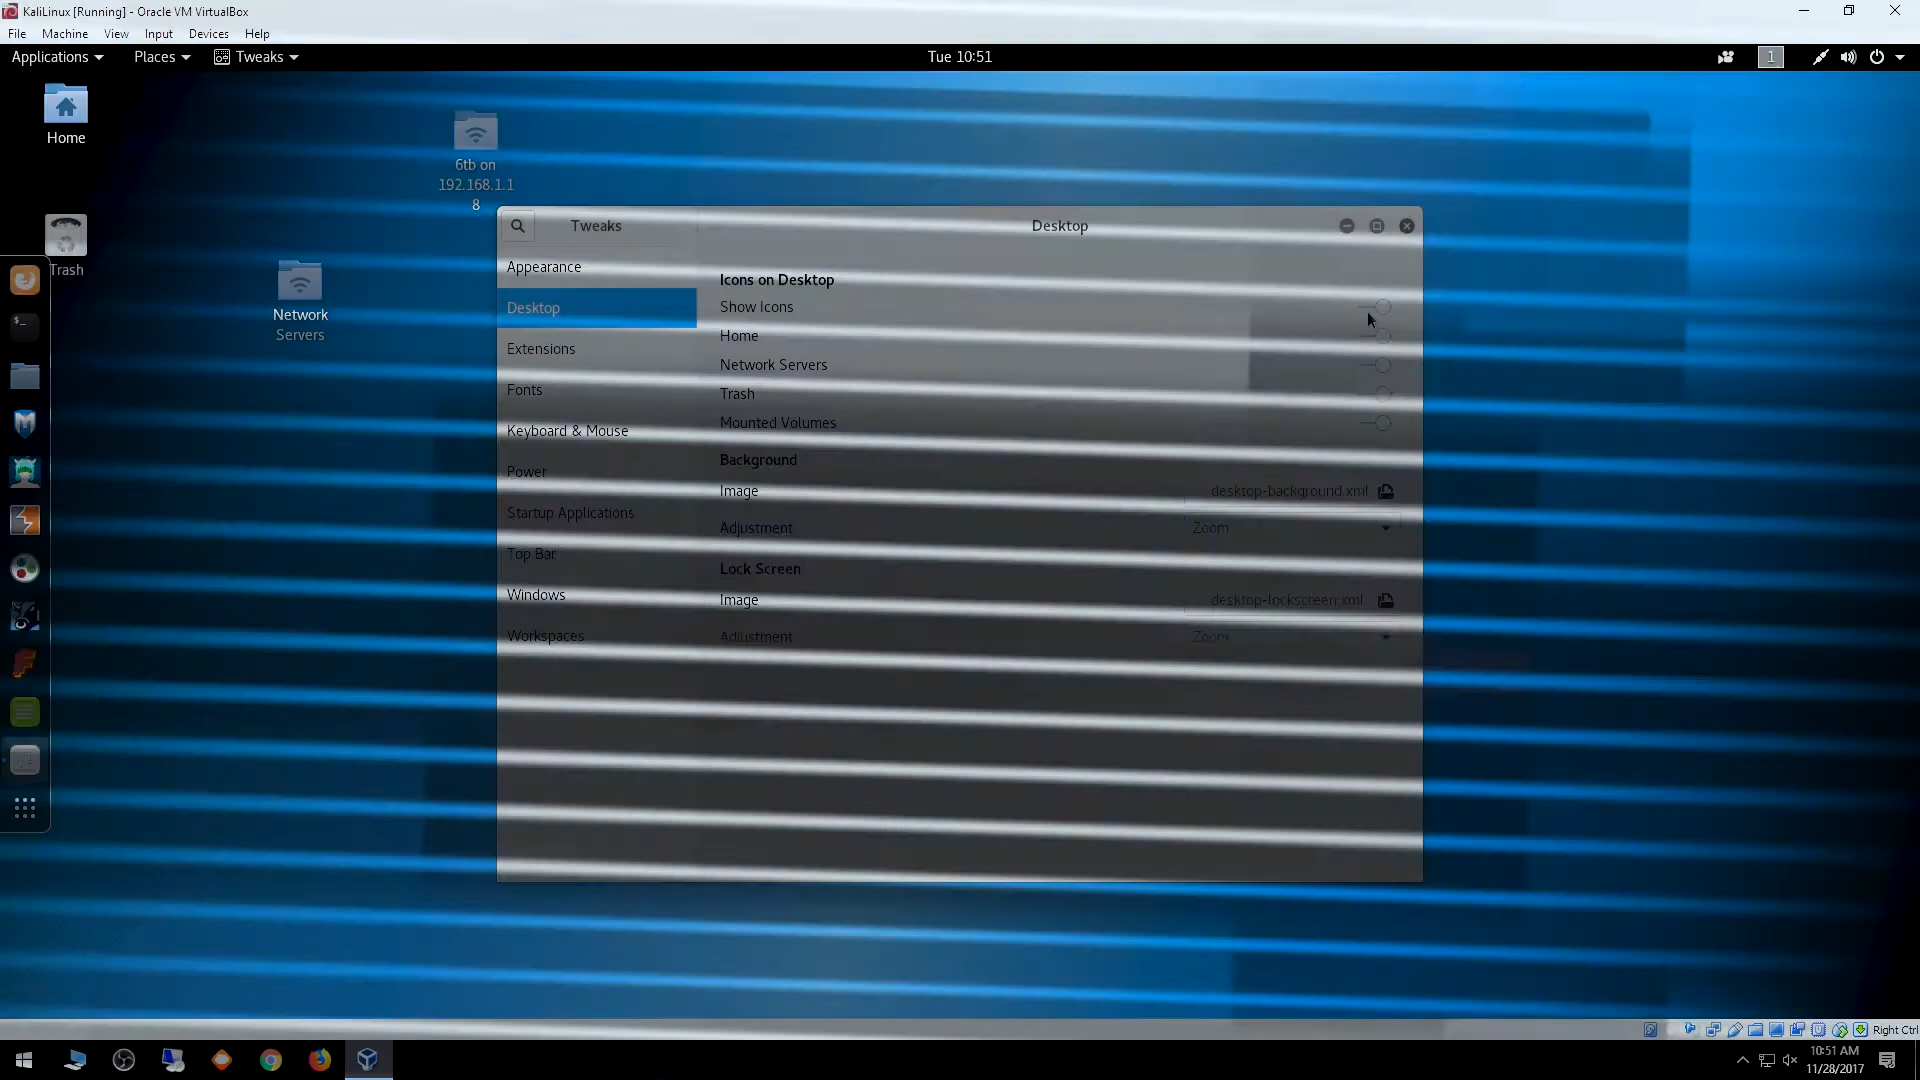 KaliLinux [Running] - Oracle VM VirtualBox
File Machine View Input Devices Help
Applications Places Tweaks Tue 10:51 1
Home
6tb on
192.168.1.1
8
Trash
Network
Servers
Tweaks Desktop
Appearance
Desktop
Extensions
Fonts
Keyboard & Mouse
Power
Startup Applications
Top Bar
Windows
Workspaces
Icons on Desktop
Show Icons
Home
Network Servers
Trash
Mounted Volumes
Background
Image desktop-background.xml
Adjustment Zoom
Lock Screen
Image desktop-lockscreen.xml
Adjustment Zoom
Right Ctrl
10:51 AM
11/28/2017